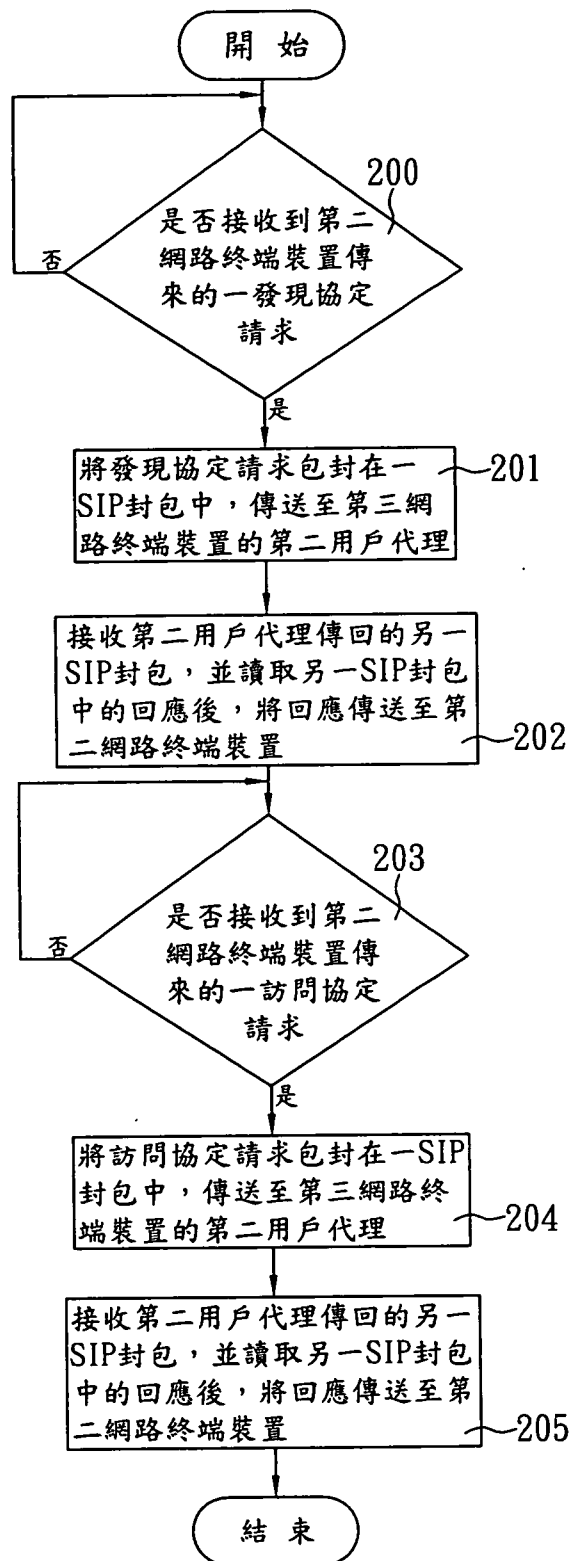 開始
200
是否接收到第二
網路終端裝置傳
來的一發現協定
請求
否
是
將發現協定請求包封在一
SIP封包中，傳送至第三網
路終端裝置的第二用戶代理
201
接收第二用戶代理傳回的另一
SIP封包，並讀取另一SIP封包
中的回應後，將回應傳送至第
二網路終端裝置
202
203
是否接收到第二
網路終端裝置傳
來的一訪問協定
請求
否
是
將訪問協定請求包封在一SIP
封包中，傳送至第三網路終
端裝置的第二用戶代理
204
接收第二用戶代理傳回的另一
SIP封包，並讀取另一SIP封包
中的回應後，將回應傳送至第
二網路終端裝置
205
結束